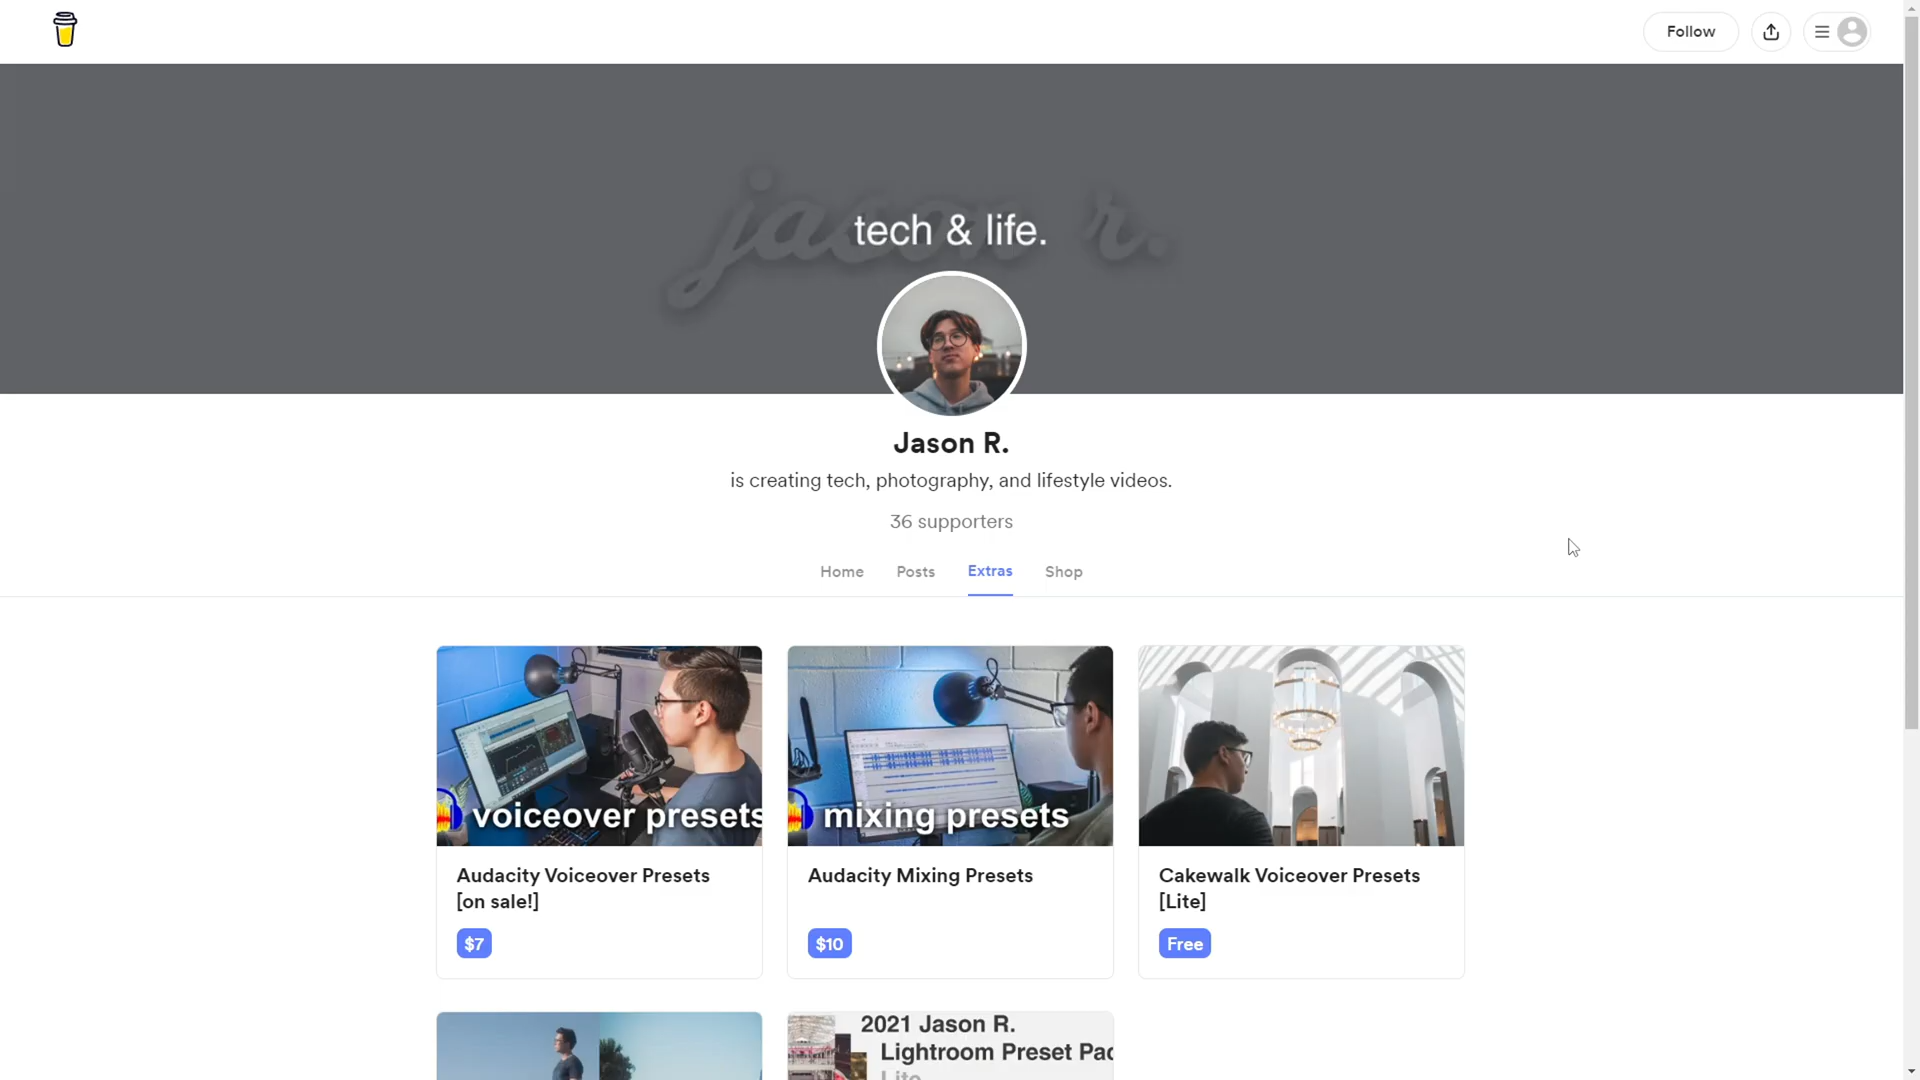 Follow
jason r.
tech & life.
Jason R.
is creating tech, photography, and lifestyle videos.
36 supporters
Home
Posts
Extras
Shop
voiceover presets
mixing presets
Audacity Voiceover Presets
[on sale!]
$7
Audacity Mixing Presets
$10
Cakewalk Voiceover Presets
[Lite]
Free
2021 Jason R.
Lightroom Preset Pac
Lite